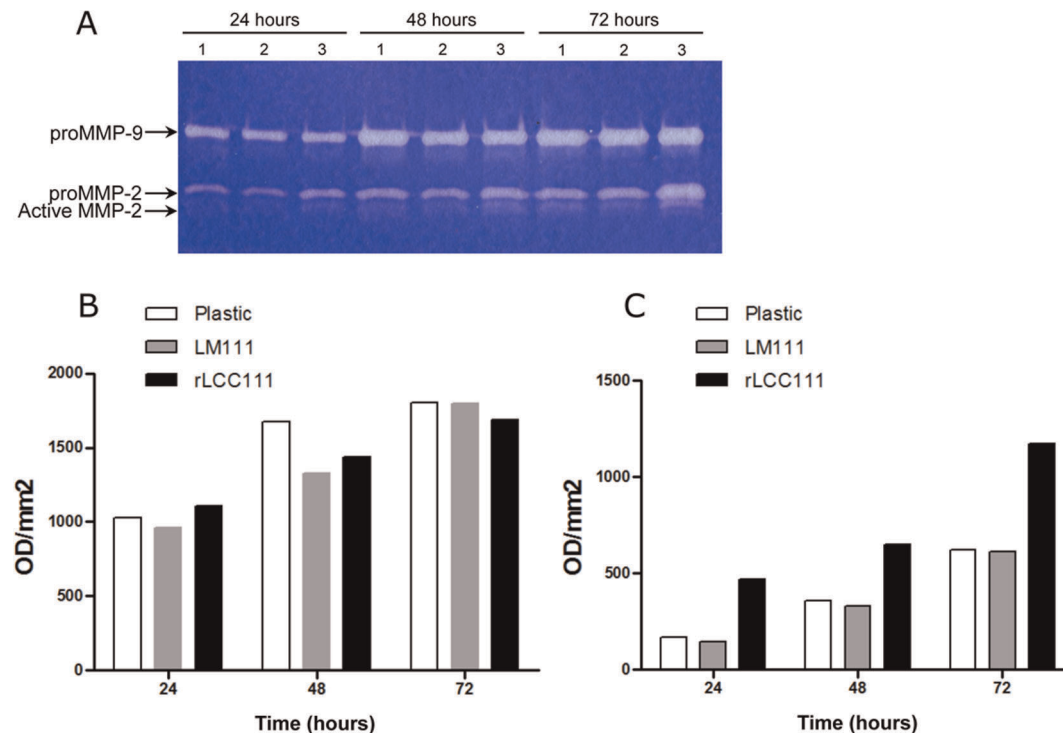 A
24 hours 48 hours 72 hours
1 2 3 1 2 3 1 2 3
proMMP-9
proMMP-2
Active MMP-2
B
Plastic
LM111
rLCC111
2000
1500
1000
500
0
OD/mm2
24 48 72
Time (hours)
C
Plastic
LM111
rLCC111
1500
1000
500
0
OD/mm2
24 48 72
Time (hours)